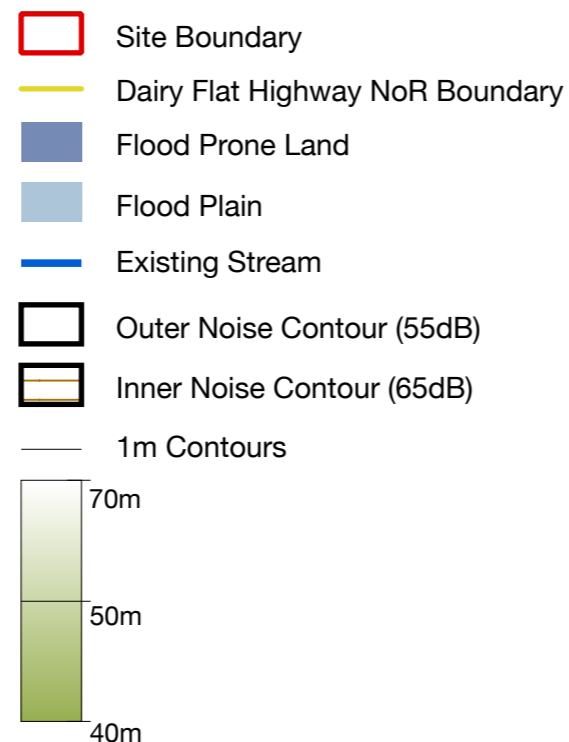 Site Boundary
Dairy Flat Highway NoR Boundary
Flood Prone Land
Flood Plain
Existing Stream
Outer Noise Contour (55dB)
Inner Noise Contour (65dB)
1m Contours
70m
50m
40m